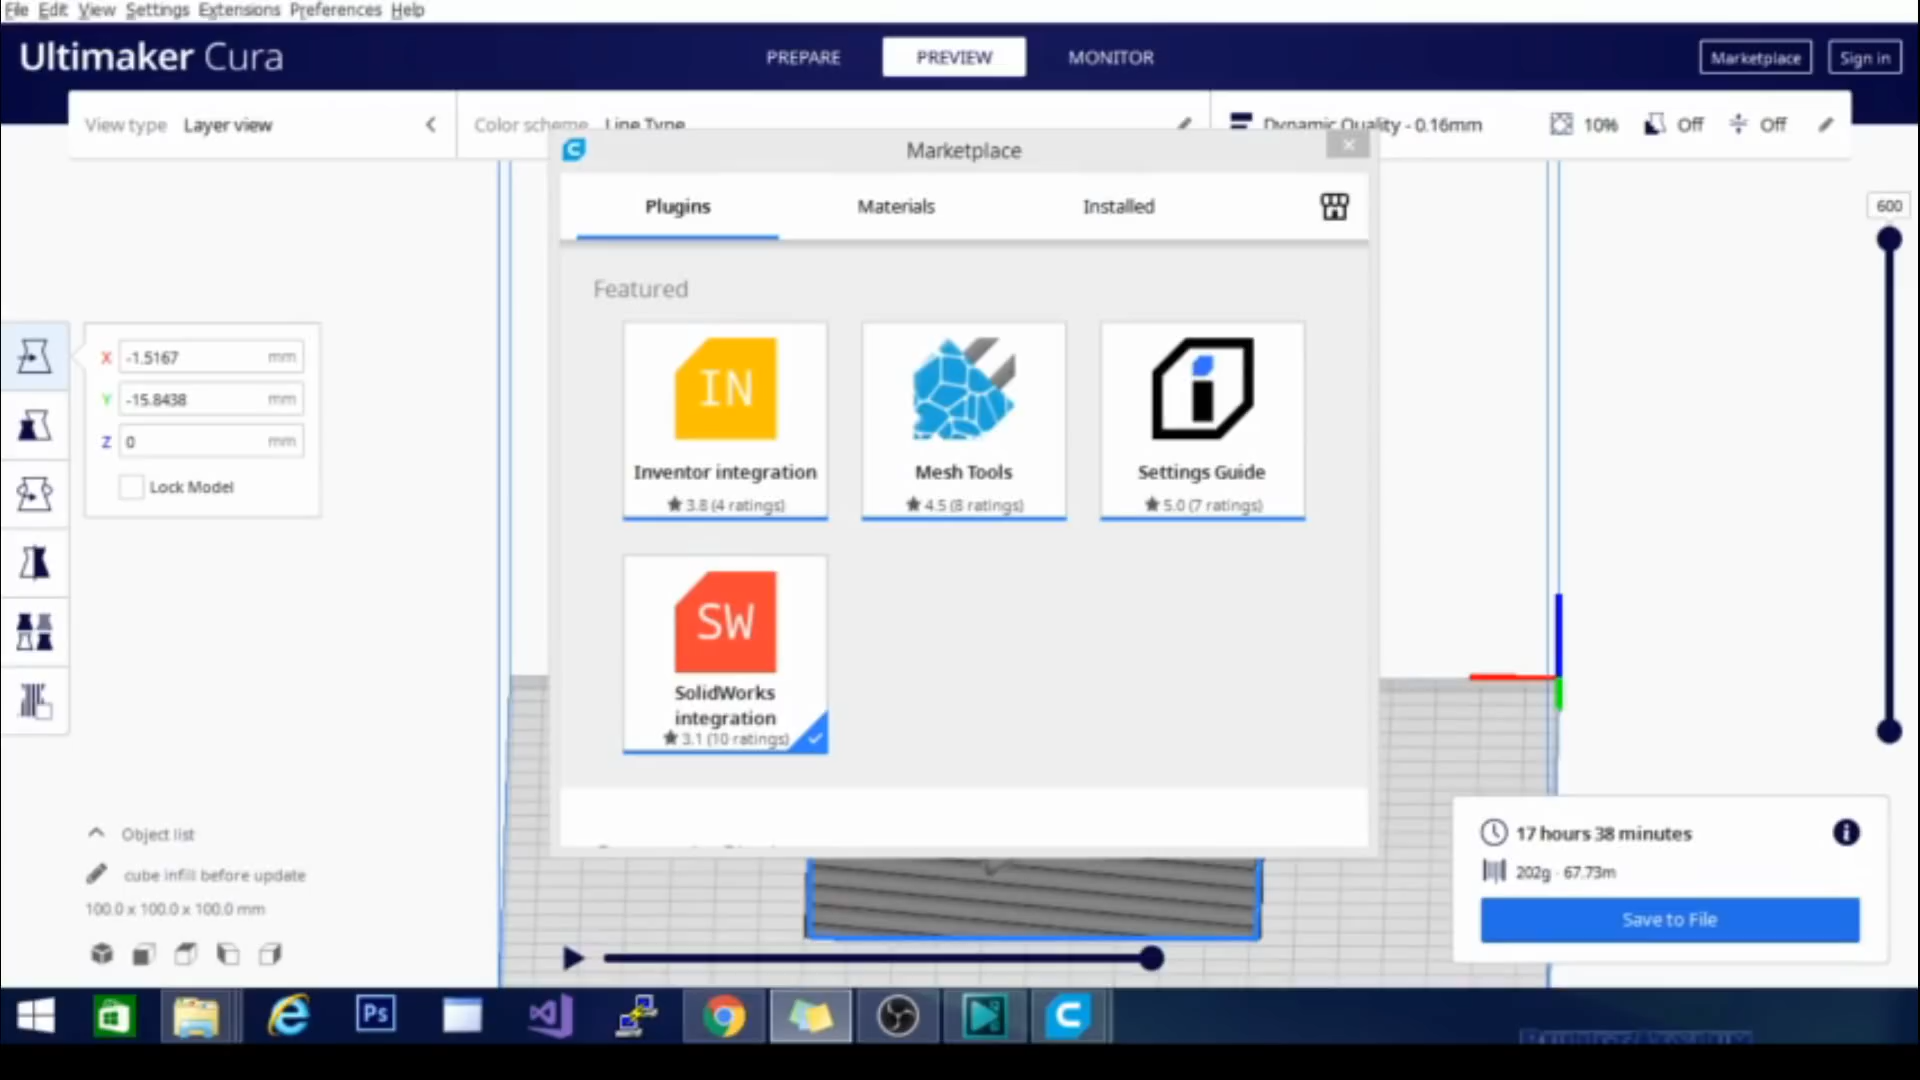 File Edit View Settings Extensions Preferences Help
Ultimaker Cura
PREPARE PREVIEW MONITOR
Marketplace Sign in
View type Layer view
Color scheme Line Type
Dynamic Quality - 0.16mm 10% Off Off
Marketplace
Plugins Materials Installed
600
Featured
X -1.5167 mm
Y -15.8438 mm
Z 0 mm
Lock Model
IN
Inventor integration
3.8 (4 ratings)
Mesh Tools
4.5 (8 ratings)
Settings Guide
5.0 (7 ratings)
SW
SolidWorks
integration
3.1 (10 ratings)
Object list
cube infill before update
100.0 x 100.0 x 100.0 mm
17 hours 38 minutes
202g · 67.73m
Save to File
Ps